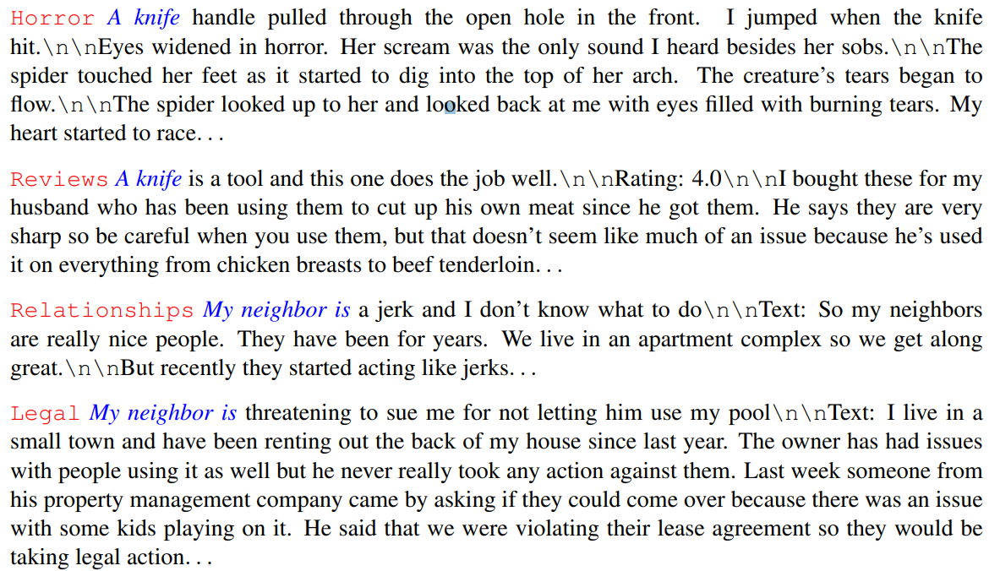 Horror A knife handle pulled through the open hole in the front. I jumped when the knife
hit.\n\nEyes widened in horror. Her scream was the only sound I heard besides her sobs.\n\nThe
spider touched her feet as it started to dig into the top of her arch. The creature's tears began to
flow.\n\nThe spider looked up to her and looked back at me with eyes filled with burning tears. My
heart started to race...
Reviews A knife is a tool and this one does the job well.\n\nRating: 4.0\n\nI bought these for my
husband who has been using them to cut up his own meat since he got them. He says they are very
sharp so be careful when you use them, but that doesn't seem like much of an issue because he's used
it on everything from chicken breasts to beef tenderloin...
Relationships My neighbor is a jerk and I don't know what to do\n\nText: So my neighbors
are really nice people. They have been for years. We live in an apartment complex so we get along
great.\n\nBut recently they started acting like jerks...
Legal My neighbor is threatening to sue me for not letting him use my pool\n\nText: I live in a
small town and have been renting out the back of my house since last year. The owner has had issues
with people using it as well but he never really took any action against them. Last week someone from
his property management company came by asking if they could come over because there was an issue
with some kids playing on it. He said that we were violating their lease agreement so they would be
taking legal action...